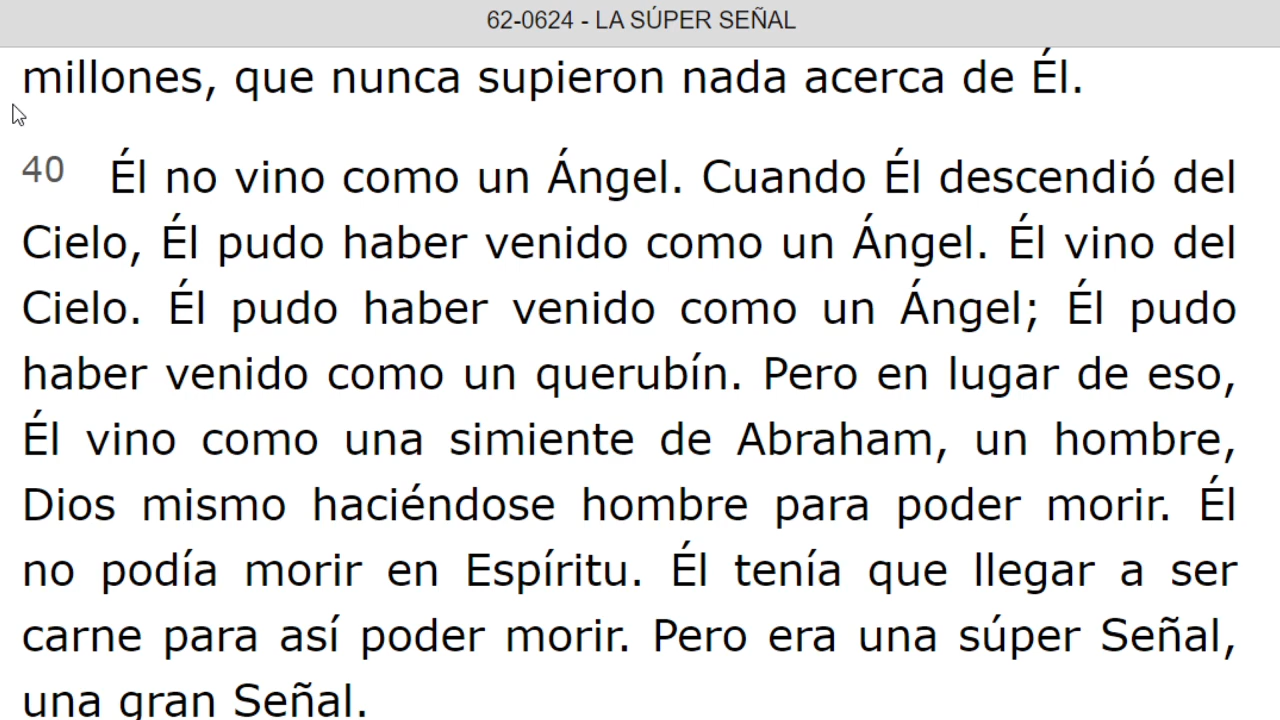 62-0624 - LA SÚPER SEÑAL
millones, que nunca supieron nada acerca de Él.
40 Él no vino como un Ángel. Cuando Él descendió del
Cielo, Él pudo haber venido como un Ángel. Él vino del
Cielo. Él pudo haber venido como un Ángel; Él pudo
haber venido como un querubín. Pero en lugar de eso,
Él vino como una simiente de Abraham, un hombre,
Dios mismo haciéndose hombre para poder morir. Él
no podía morir en Espíritu. Él tenía que llegar a ser
carne para así poder morir. Pero era una súper Señal,
una gran Señal.